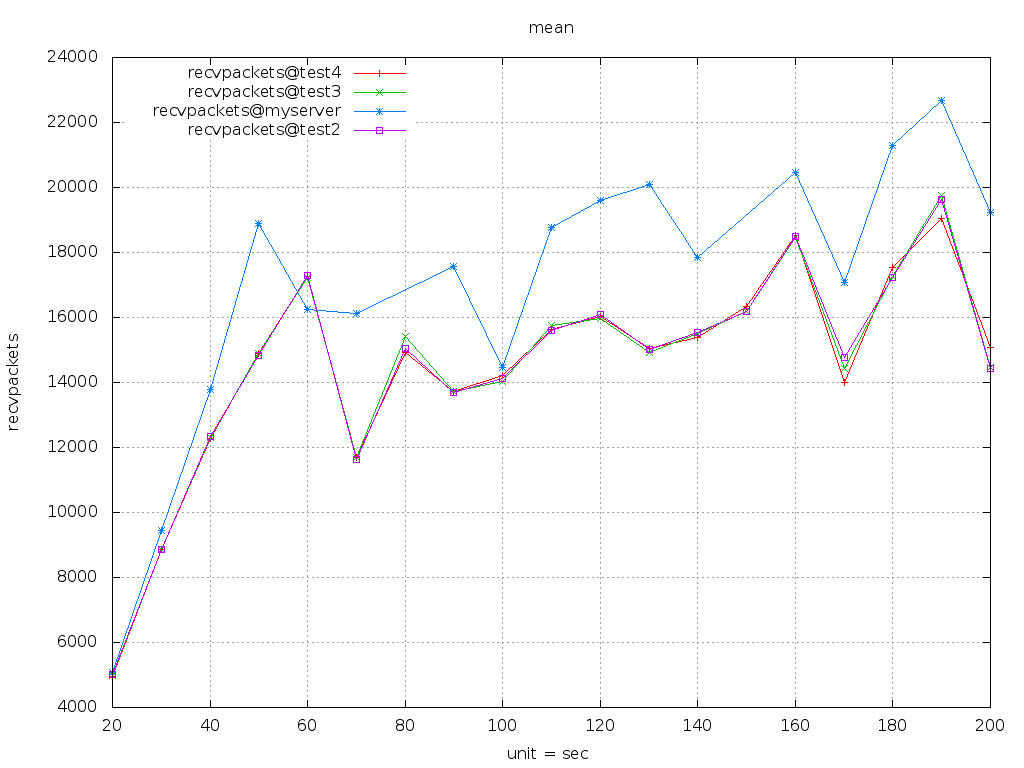 mean
24000
22000
20000
18000
16000
14000
12000
10000
8000
6000
4000
recvpackets
recvpackets@test4
recvpackets@test3
recvpackets@myserver
recvpackets@test2
20 40 60 80 100 120 140 160 180 200
unit = sec